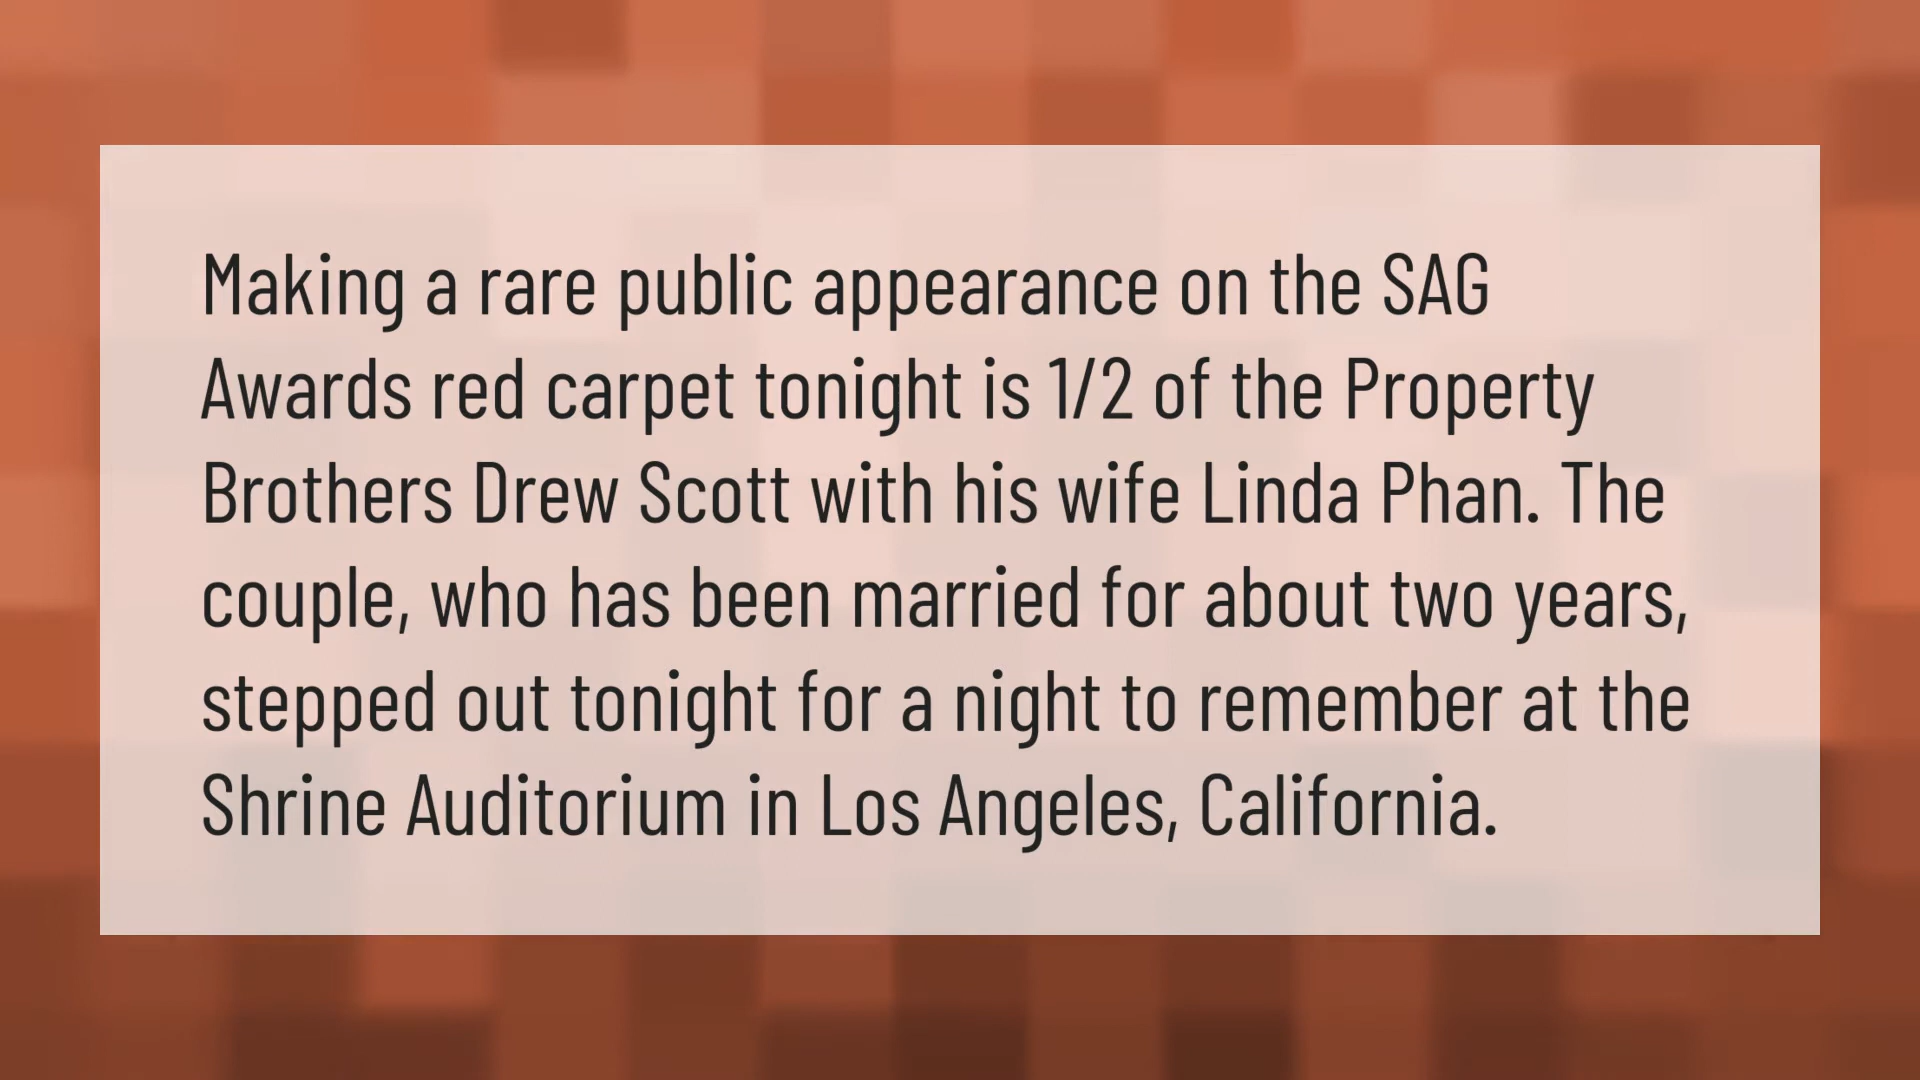 Making a rare public appearance on the SAG
Awards red carpet tonight is 1/2 of the Property
Brothers Drew Scott with his wife Linda Phan. The
couple, who has been married for about two years,
stepped out tonight for a night to remember at the
Shrine Auditorium in Los Angeles, California.